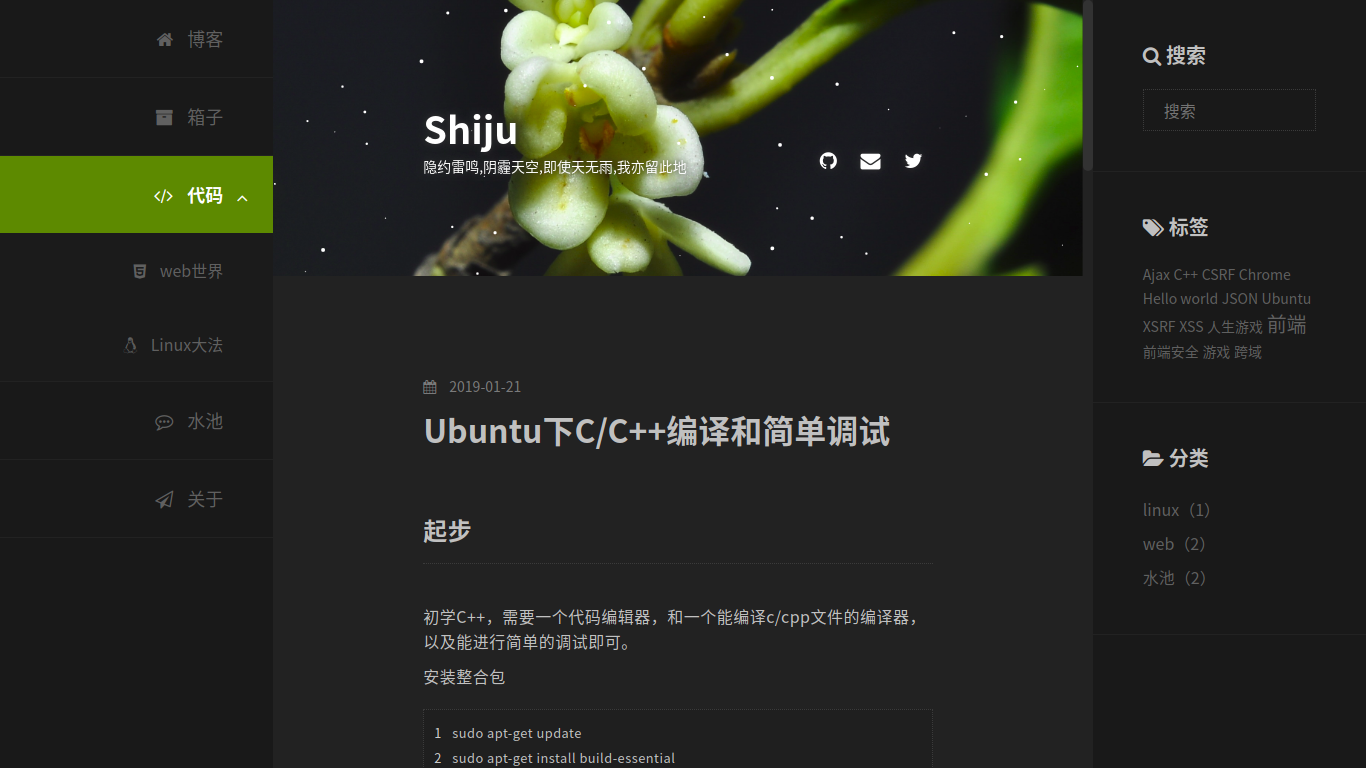 博客
箱子
代码
web世界
Linux大法
水池
关于
Shiju
隐约雷鸣,阴霾天空,即使天无雨,我亦留此地
2019-01-21
Ubuntu下C/C++编译和简单调试
起步
初学C++，需要一个代码编辑器，和一个能编译c/cpp文件的编译器，
以及能进行简单的调试即可。
安装整合包
1 sudo apt-get update
2 sudo apt-get install build-essential
搜索
搜索
标签
Ajax C++ CSRF Chrome
Hello world JSON Ubuntu
XSRF XSS 人生游戏 前端
前端安全 游戏 跨域
分类
linux（1）
web（2）
水池（2）